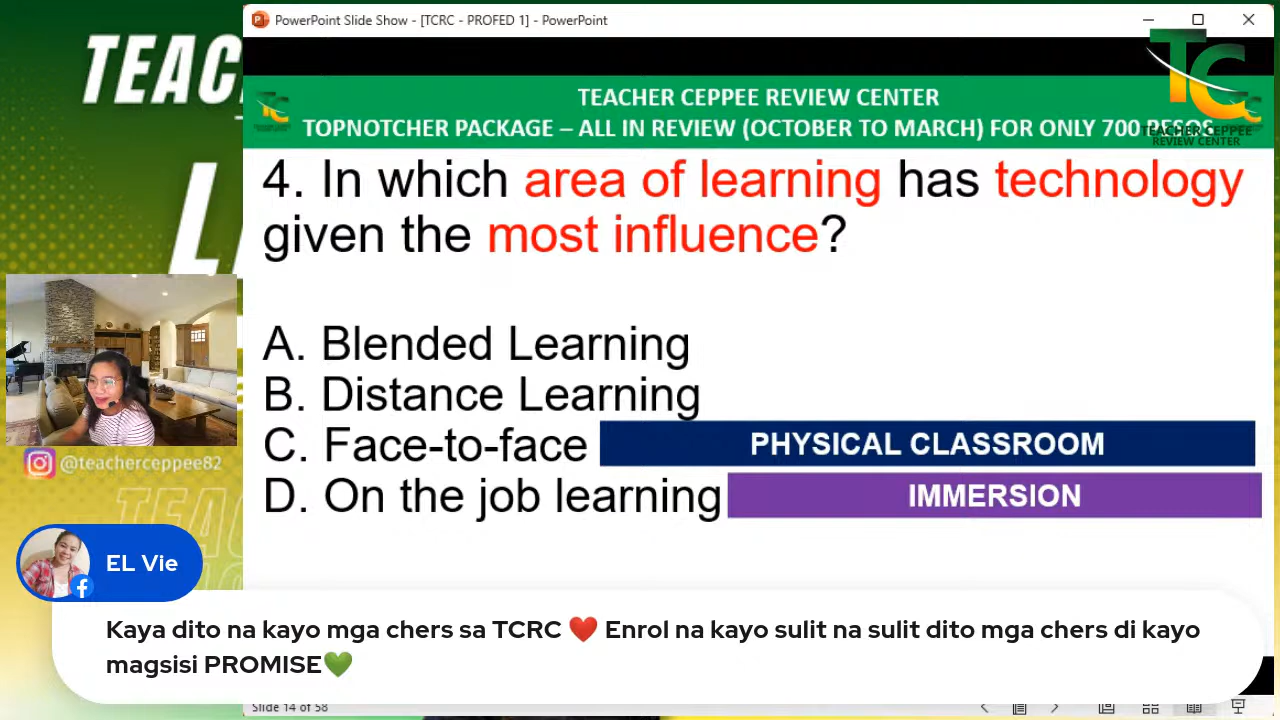 PowerPoint Slide Show - [TCRC - PROFED 1] - PowerPoint
TEAC
L
TC
TEACHER CEPPEE
REVIEW CENTER
TEACHER CEPPEE REVIEW CENTER
TOPNOTCHER PACKAGE – ALL IN REVIEW (OCTOBER TO MARCH) FOR ONLY 700 PESOS
4. In which area of learning has technology
given the most influence?
A. Blended Learning
B. Distance Learning
C. Face-to-face
PHYSICAL CLASSROOM
D. On the job learning
IMMERSION
@teacherceppee82
TEAC
EL Vie
Kaya dito na kayo mga chers sa TCRC ❤️ Enrol na kayo sulit na sulit dito mga chers di kayo
magsisi PROMISE💚
Slide 14 of 58